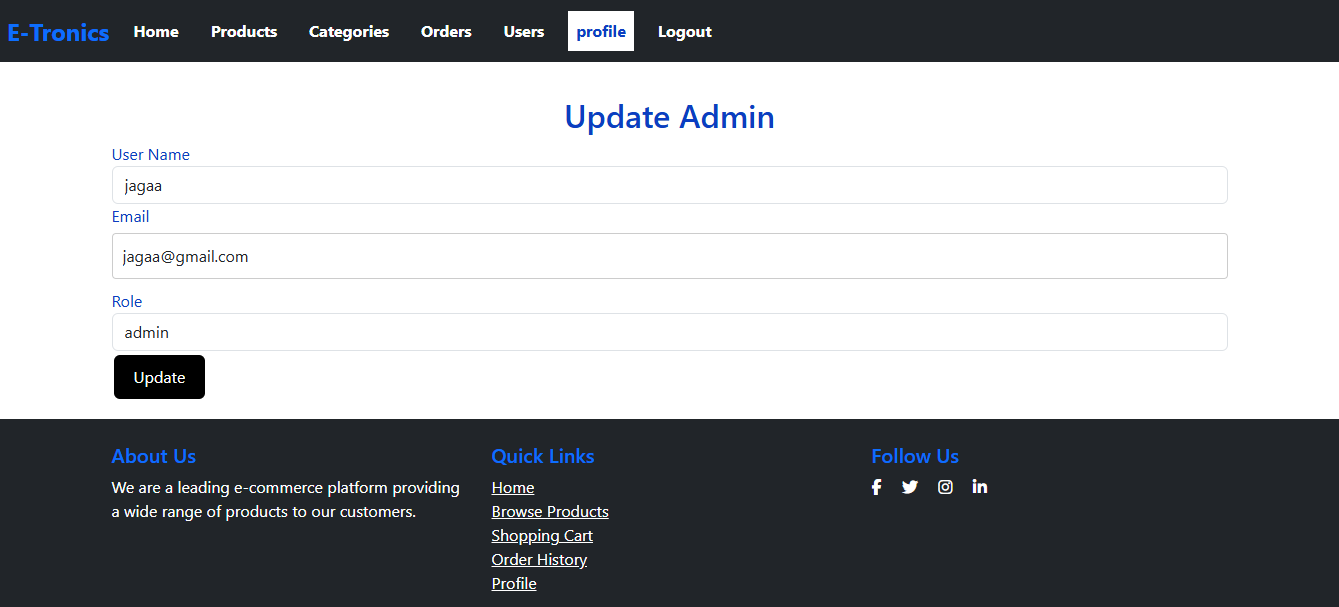 E-Tronics Home Products Categories Orders Users profile Logout
Update Admin
User Name
jagaa
Email
jagaa@gmail.com
Role
admin
Update
About Us
We are a leading e-commerce platform providing
a wide range of products to our customers.
Quick Links
Home
Browse Products
Shopping Cart
Order History
Profile
Follow Us